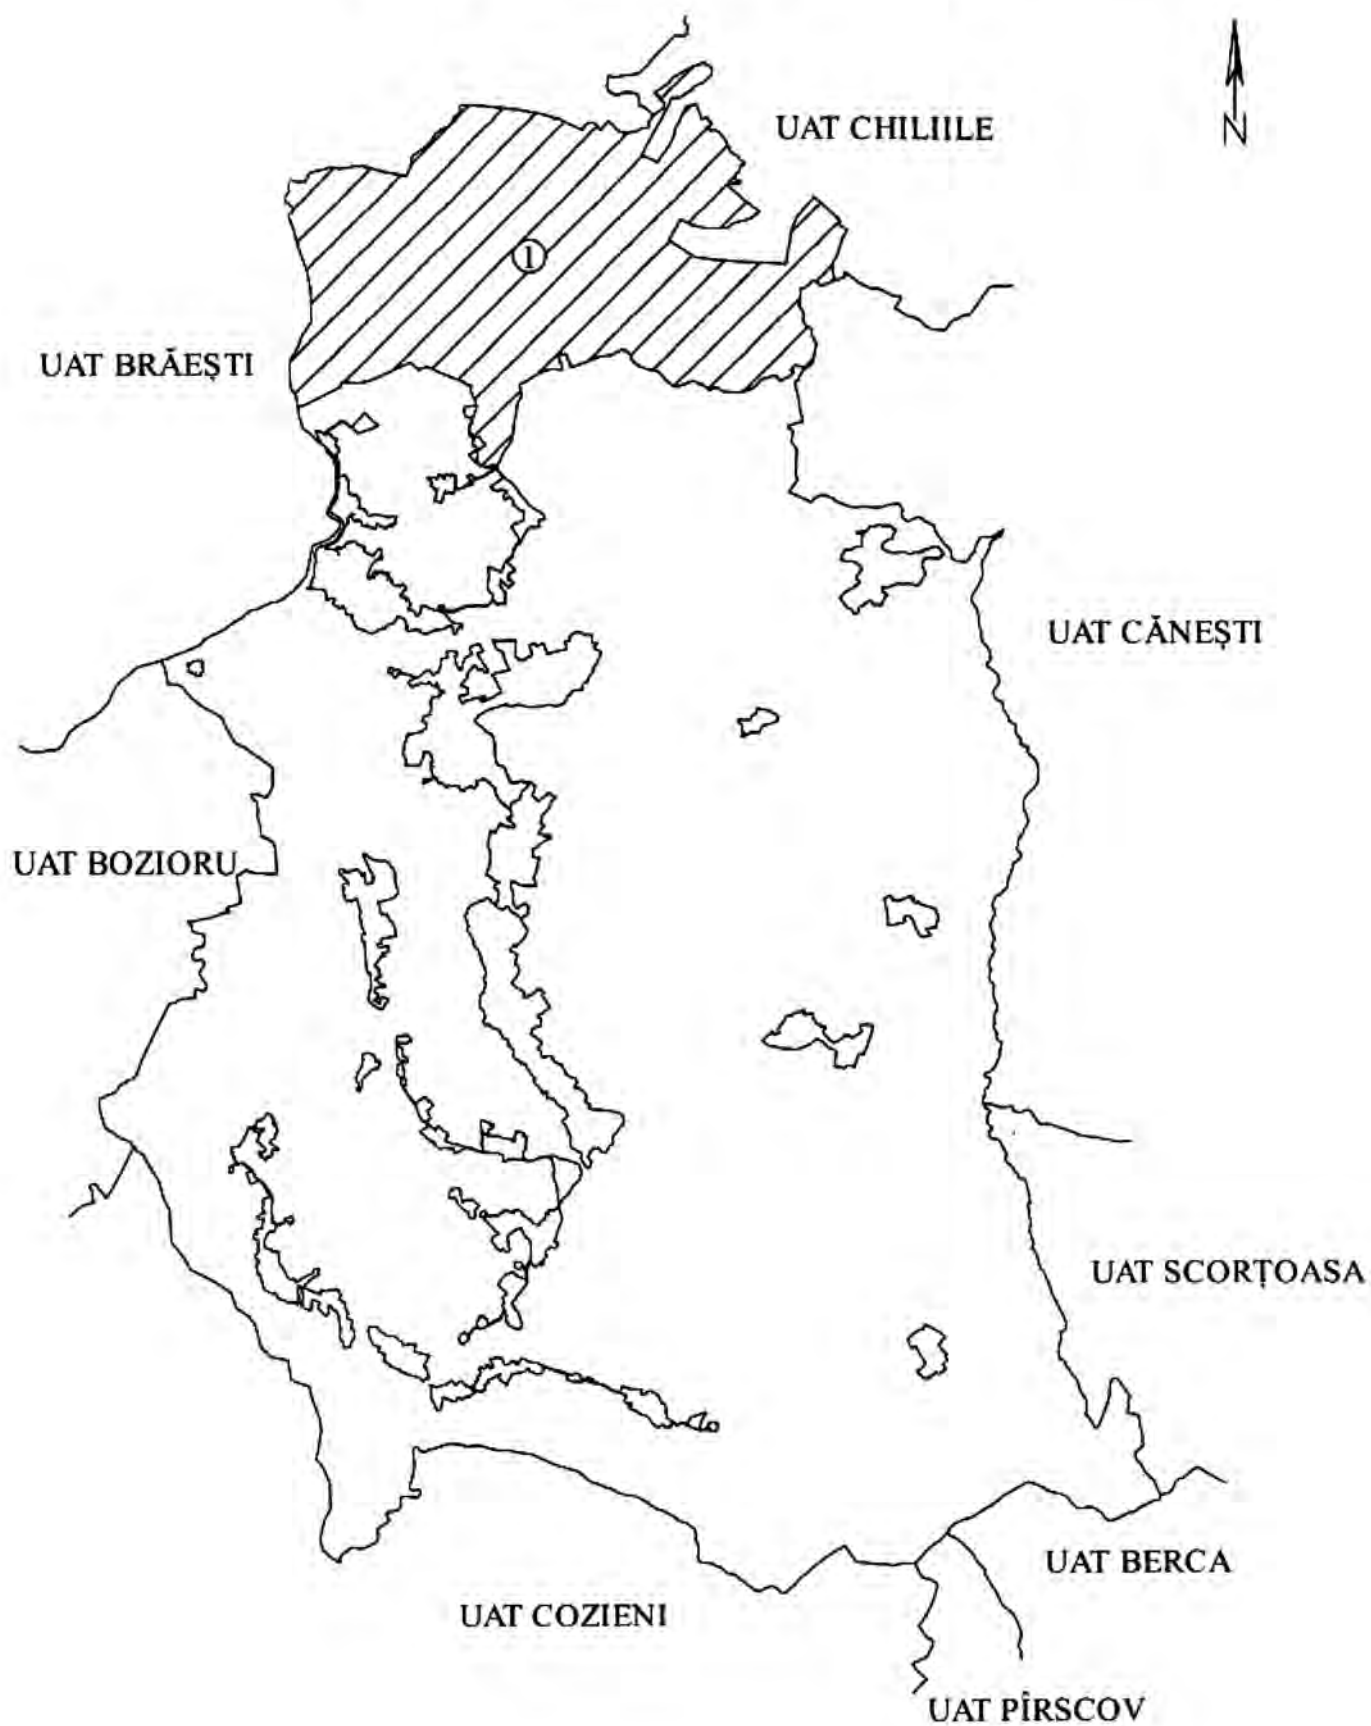 UAT CHILIILE
N
1
UAT BRĂEȘTI
UAT CĂNEȘTI
UAT BOZIORU
UAT SCORȚOASA
UAT BERCA
UAT COZIENI
UAT PÎRSCOV